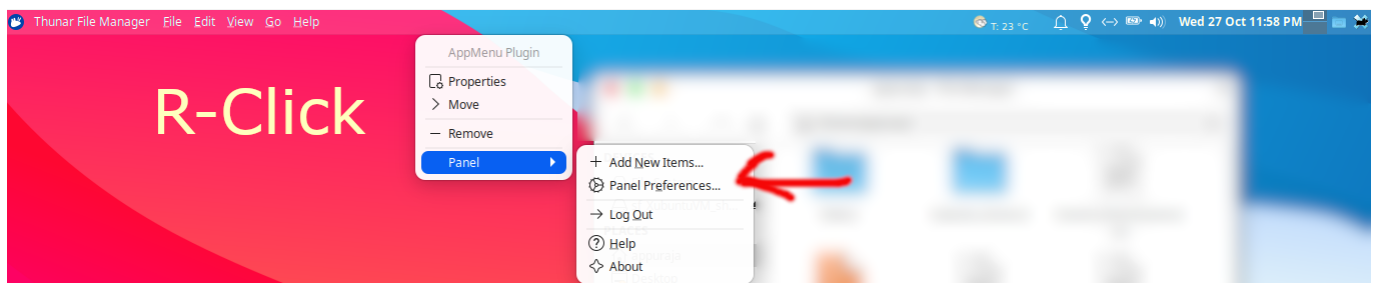 Thunar File Manager File Edit View Go Help
T: 23 °C
Wed 27 Oct 11:58 PM
R-Click
AppMenu Plugin
Properties
Move
Remove
Panel
Add New Items...
Panel Preferences...
Log Out
Help
About